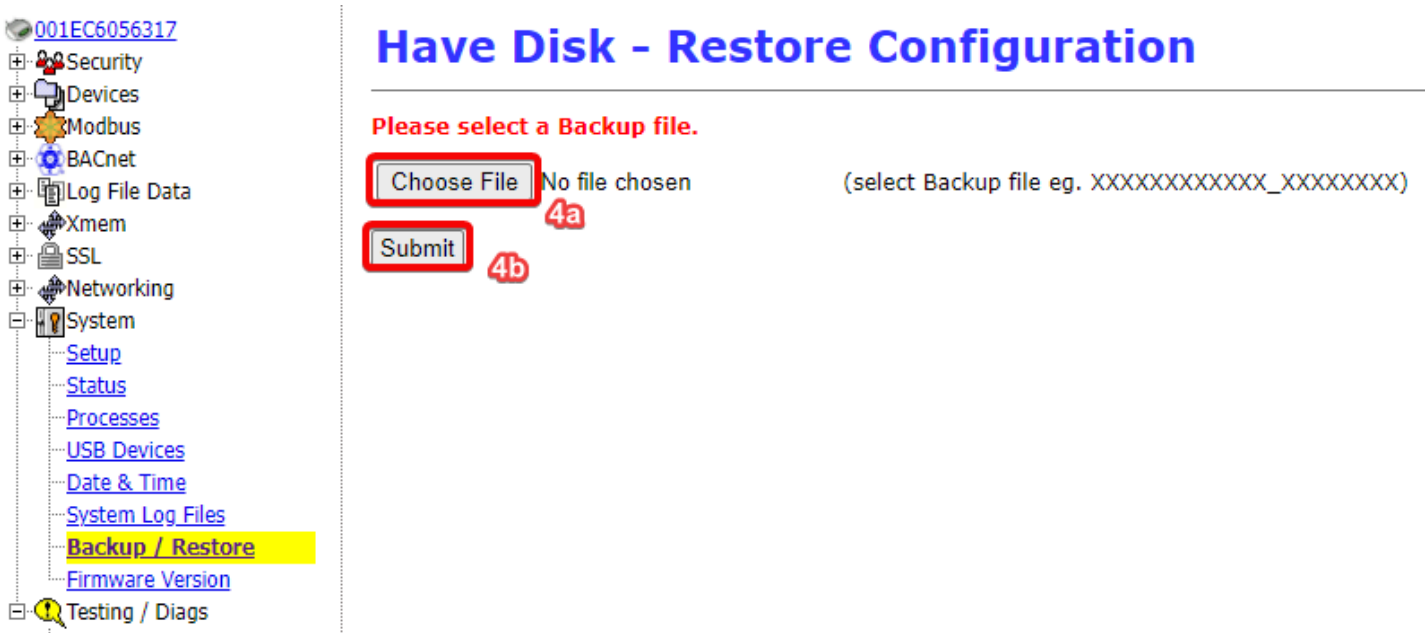 001EC6056317
Security
Devices
Modbus
BACnet
Log File Data
Xmem
SSL
Networking
System
Setup
Status
Processes
USB Devices
Date & Time
System Log Files
Backup / Restore
Firmware Version
Testing / Diags
Have Disk - Restore Configuration
Please select a Backup file.
Choose File No file chosen (select Backup file eg. XXXXXXXXXXXX_XXXXXXXX)
4a
Submit
4b